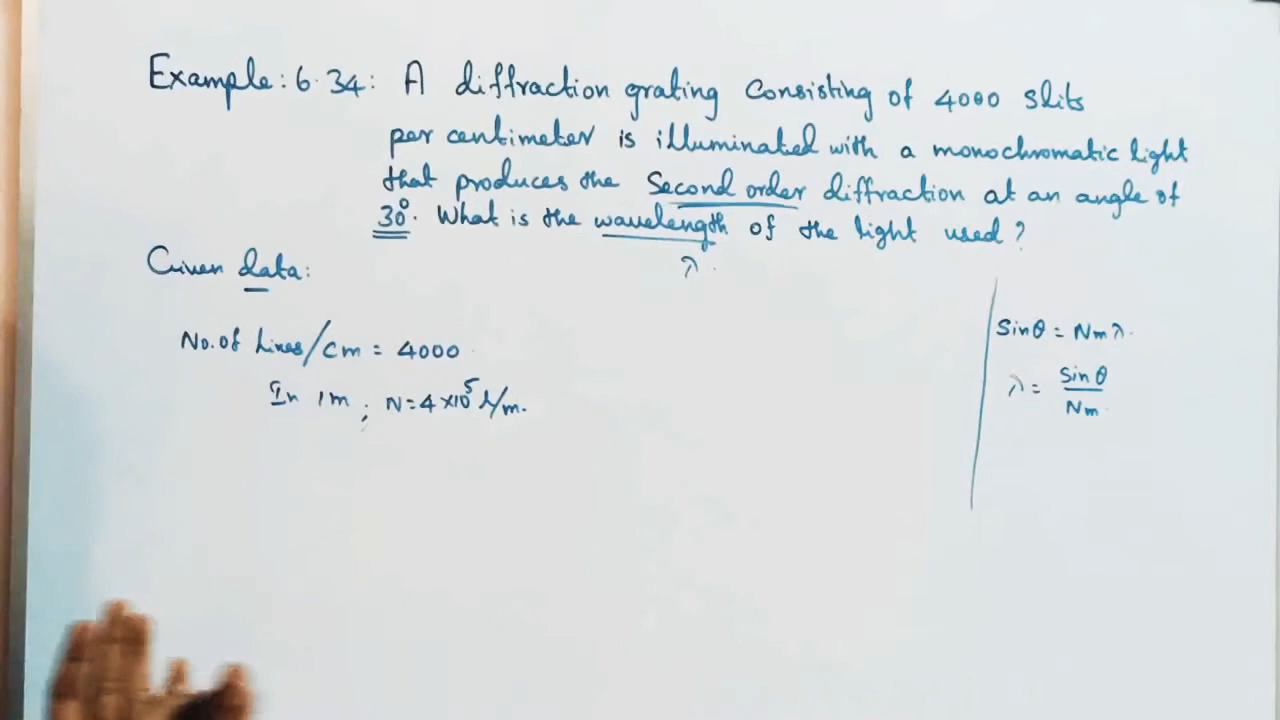 Example: 6.34: A diffraction grating consisting of 4000 slits
per centimeter is illuminated with a monochromatic light
that produces the second order diffraction at an angle of
30°. What is the wavelength of the light used?
λ.
Given data:
No. of Lines/cm = 4000
In 1m ; N = 4 × 10⁵ l/m.
Sinθ = Nmλ.
λ = Sinθ / Nm